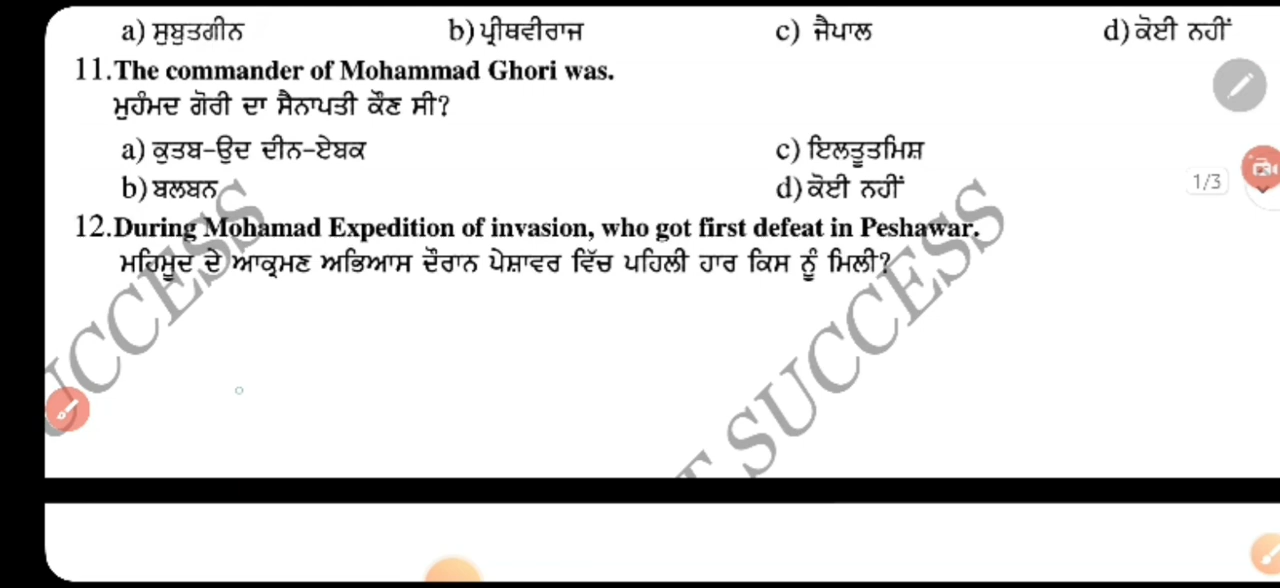 a) ਸੁਬੁਤਗੀਨ b) ਪ੍ਰੀਥਵੀਰਾਜ c) ਜੈਪਾਲ d) ਕੋਈ ਨਹੀਂ
11.The commander of Mohammad Ghori was.
ਮੁਹੰਮਦ ਗੋਰੀ ਦਾ ਸੈਨਾਪਤੀ ਕੌਣ ਸੀ?
a) ਕੁਤਬ-ਉਦ ਦੀਨ-ਏਬਕ c) ਇਲਤੂਤਮਿਸ਼
b) ਬਲਬਨ d) ਕੋਈ ਨਹੀਂ
1/3
12.During Mohamad Expedition of invasion, who got first defeat in Peshawar.
ਮਹਿਮੂਦ ਦੇ ਆਕ੍ਰਮਣ ਅਭਿਆਸ ਦੌਰਾਨ ਪੇਸ਼ਾਵਰ ਵਿੱਚ ਪਹਿਲੀ ਹਾਰ ਕਿਸ ਨੂੰ ਮਿਲੀ?
UCCESS
SUCCESS